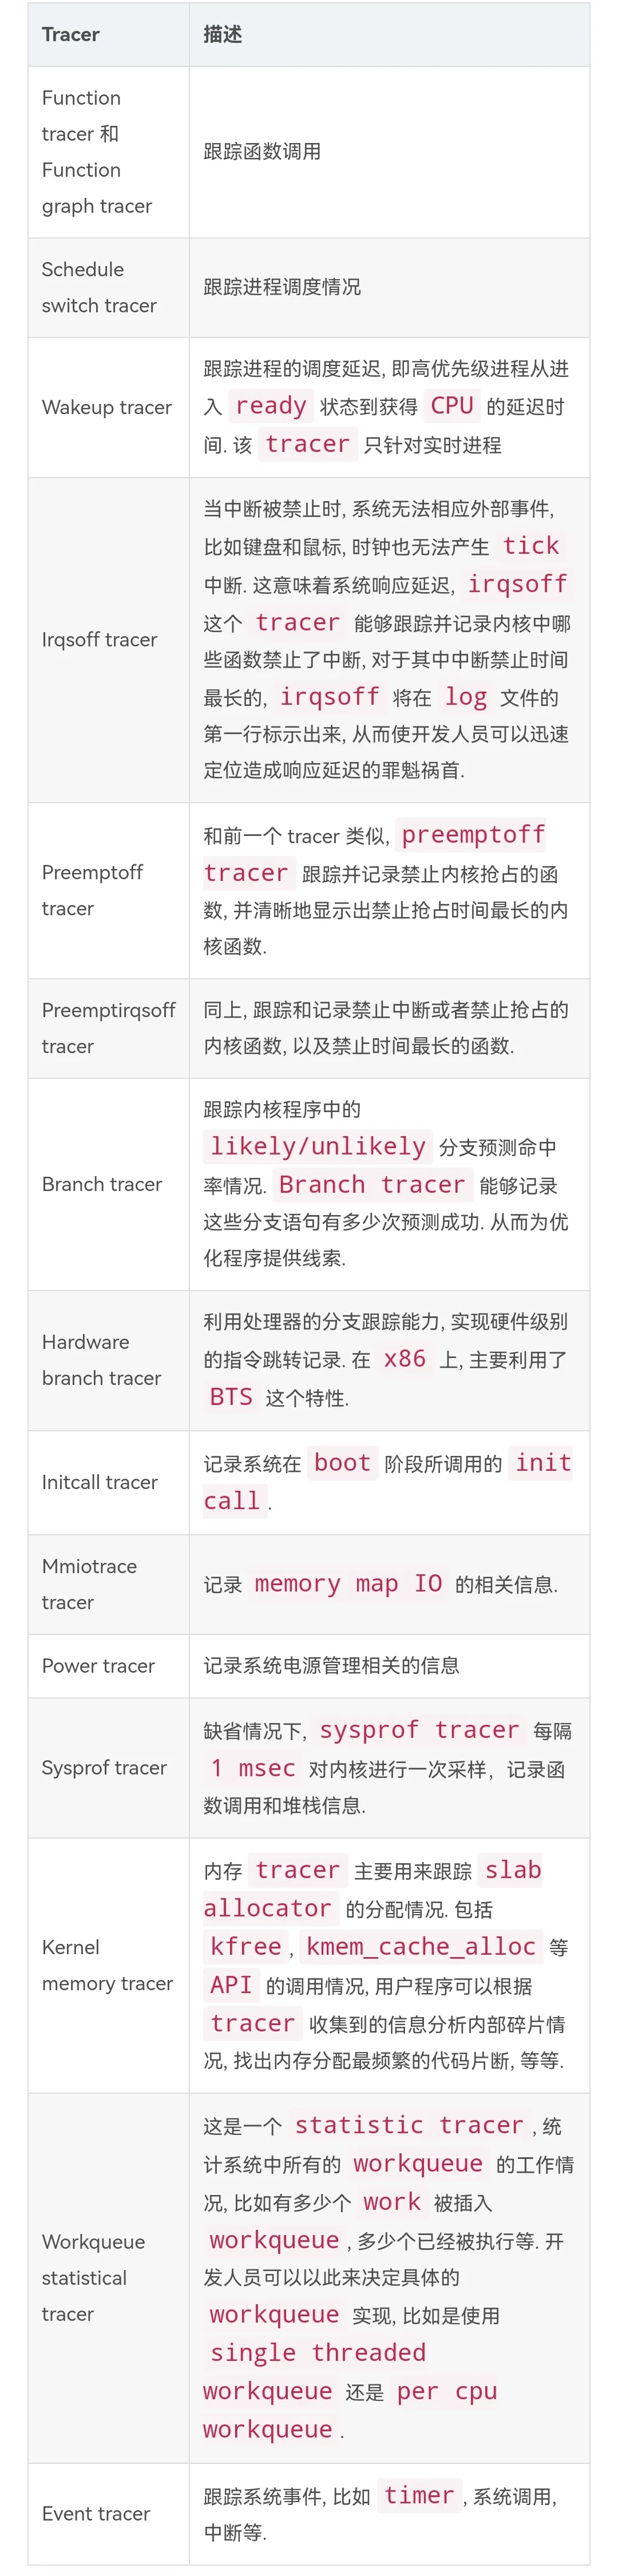 Tracer
描述
Function
tracer 和
Function
graph tracer
跟踪函数调用
Schedule
switch tracer
跟踪进程调度情况
Wakeup tracer
跟踪进程的调度延迟, 即高优先级进程从进
入 ready 状态到获得 CPU 的延迟时
间. 该 tracer 只针对实时进程
Irqsoff tracer
当中断被禁止时, 系统无法相应外部事件,
比如键盘和鼠标, 时钟也无法产生 tick
中断. 这意味着系统响应延迟, irqsoff
这个 tracer 能够跟踪并记录内核中哪
些函数禁止了中断, 对于其中中断禁止时间
最长的, irqsoff 将在 log 文件的
第一行标示出来, 从而使开发人员可以迅速
定位造成响应延迟的罪魁祸首.
Preemptoff
tracer
和前一个 tracer 类似, preemptoff
tracer 跟踪并记录禁止内核抢占的函
数, 并清晰地显示出禁止抢占时间最长的内
核函数.
Preemptirqsoff
tracer
同上, 跟踪和记录禁止中断或者禁止抢占的
内核函数, 以及禁止时间最长的函数.
Branch tracer
跟踪内核程序中的
likely/unlikely 分支预测命中
率情况. Branch tracer 能够记录
这些分支语句有多少次预测成功. 从而为优
化程序提供线索.
Hardware
branch tracer
利用处理器的分支跟踪能力, 实现硬件级别
的指令跳转记录. 在 x86 上, 主要利用了
BTS 这个特性.
Initcall tracer
记录系统在 boot 阶段所调用的 init
call .
Mmiotrace
tracer
记录 memory map IO 的相关信息.
Power tracer
记录系统电源管理相关的信息
Sysprof tracer
缺省情况下, sysprof tracer 每隔
1 msec 对内核进行一次采样，记录函
数调用和堆栈信息.
Kernel
memory tracer
内存 tracer 主要用来跟踪 slab
allocator 的分配情况. 包括
kfree , kmem_cache_alloc 等
API 的调用情况, 用户程序可以根据
tracer 收集到的信息分析内部碎片情
况, 找出内存分配最频繁的代码片断, 等等.
Workqueue
statistical
tracer
这是一个 statistic tracer , 统
计系统中所有的 workqueue 的工作情
况, 比如有多少个 work 被插入
workqueue , 多少个已经被执行等. 开
发人员可以以此来决定具体的
workqueue 实现, 比如是使用
single threaded
workqueue 还是 per cpu
workqueue .
Event tracer
跟踪系统事件, 比如 timer , 系统调用,
中断等.